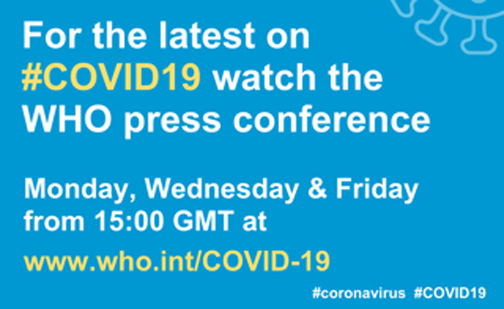 For the latest on
#COVID19 watch the
WHO press conference
Monday, Wednesday & Friday
from 15:00 GMT at
www.who.int/COVID-19
#coronavirus #COVID19